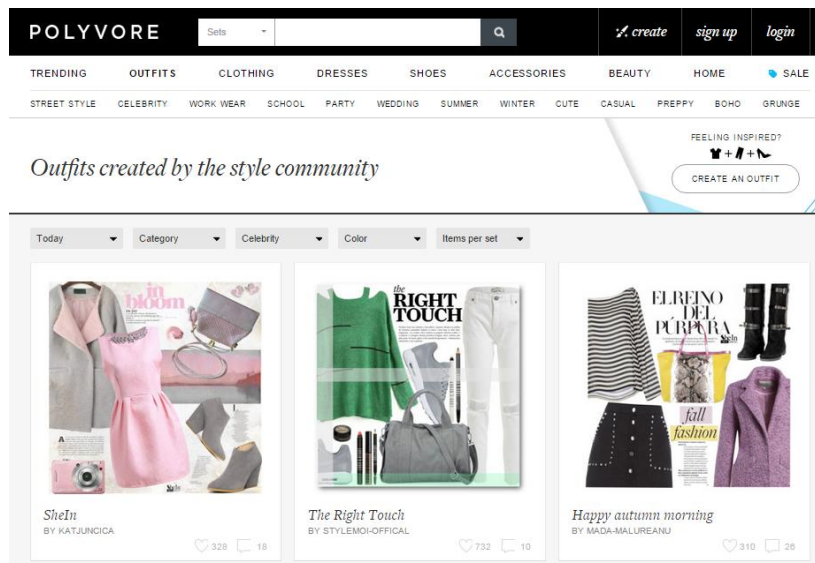 POLYVORE
Sets
create
sign up
login
TRENDING OUTFITS CLOTHING DRESSES SHOES ACCESSORIES BEAUTY HOME SALE
STREET STYLE CELEBRITY WORK WEAR SCHOOL PARTY WEDDING SUMMER WINTER CUTE CASUAL PREPPY BOHO GRUNGE
Outfits created by the style community
FEELING INSPIRED?
CREATE AN OUTFIT
Today Category Celebrity Color Items per set
in
bloom
the
RIGHT
TOUCH
ELREINO
DEL
PÚRPURA
fall
fashion
SheIn
BY KATJUNCICA
328 18
The Right Touch
BY STYLEMOI-OFFICAL
732 10
Happy autumn morning
BY MADA-MALUREANU
310 26